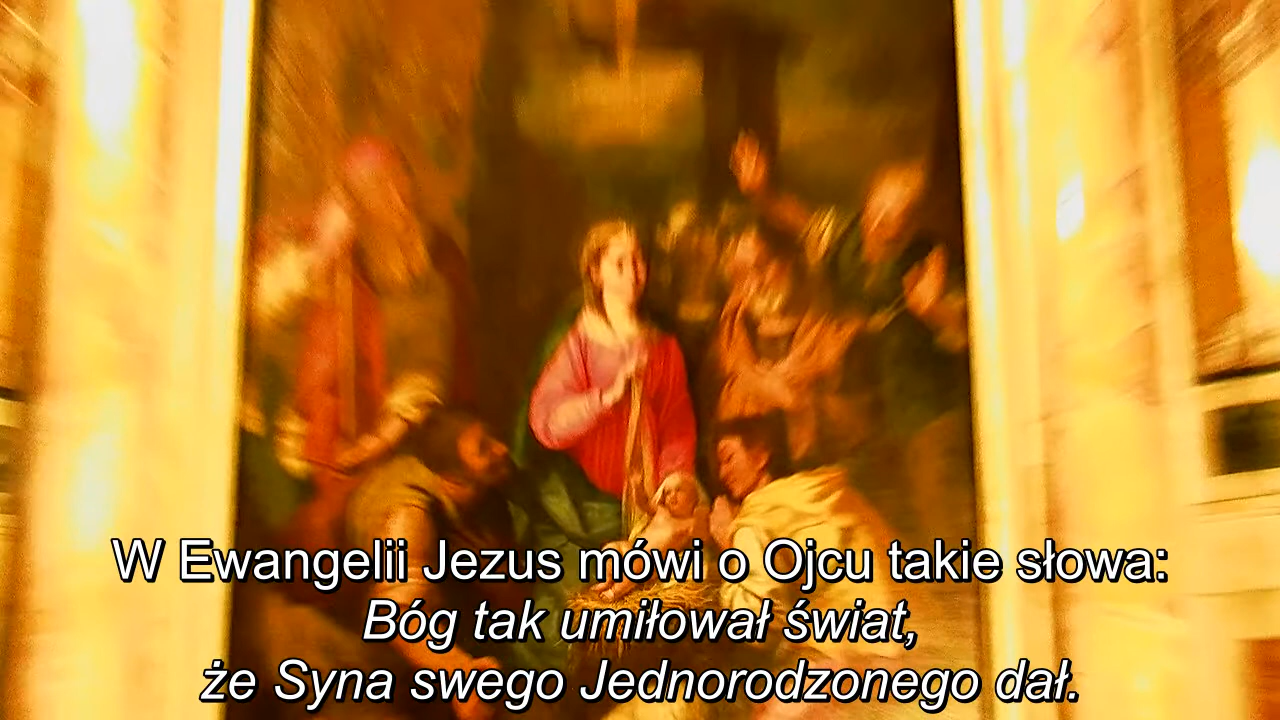 W Ewangelii Jezus mówi o Ojcu takie słowa:
Bóg tak umiłował świat,
że Syna swego Jednorodzonego dał.